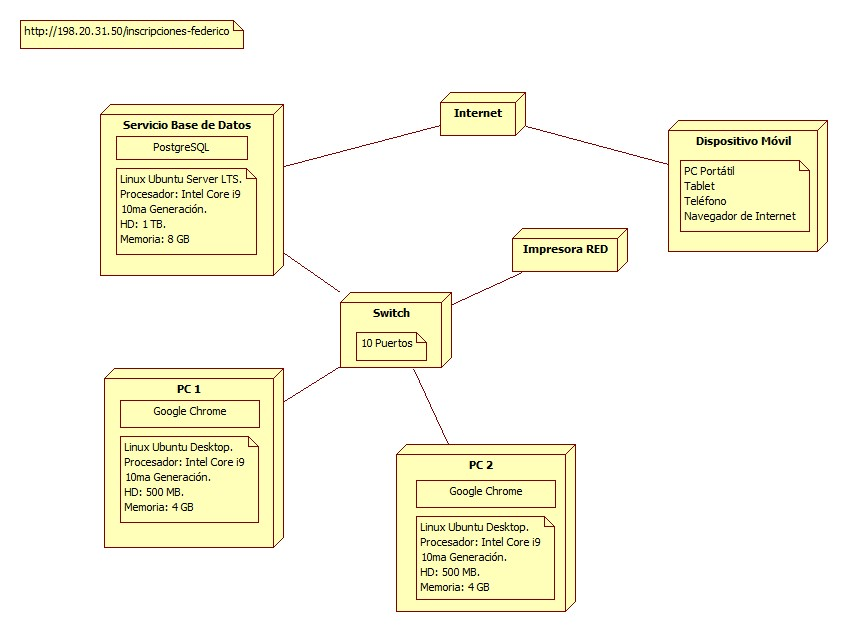 http://198.20.31.50/inscripciones-federico
Internet
Servicio Base de Datos
PostgreSQL
Linux Ubuntu Server LTS.
Procesador: Intel Core i9
10ma Generación.
HD: 1 TB.
Memoria: 8 GB
Dispositivo Móvil
PC Portátil
Tablet
Teléfono
Navegador de Internet
Impresora RED
Switch
10 Puertos
PC 1
Google Chrome
Linux Ubuntu Desktop.
Procesador: Intel Core i9
10ma Generación.
HD: 500 MB.
Memoria: 4 GB
PC 2
Google Chrome
Linux Ubuntu Desktop.
Procesador: Intel Core i9
10ma Generación.
HD: 500 MB.
Memoria: 4 GB